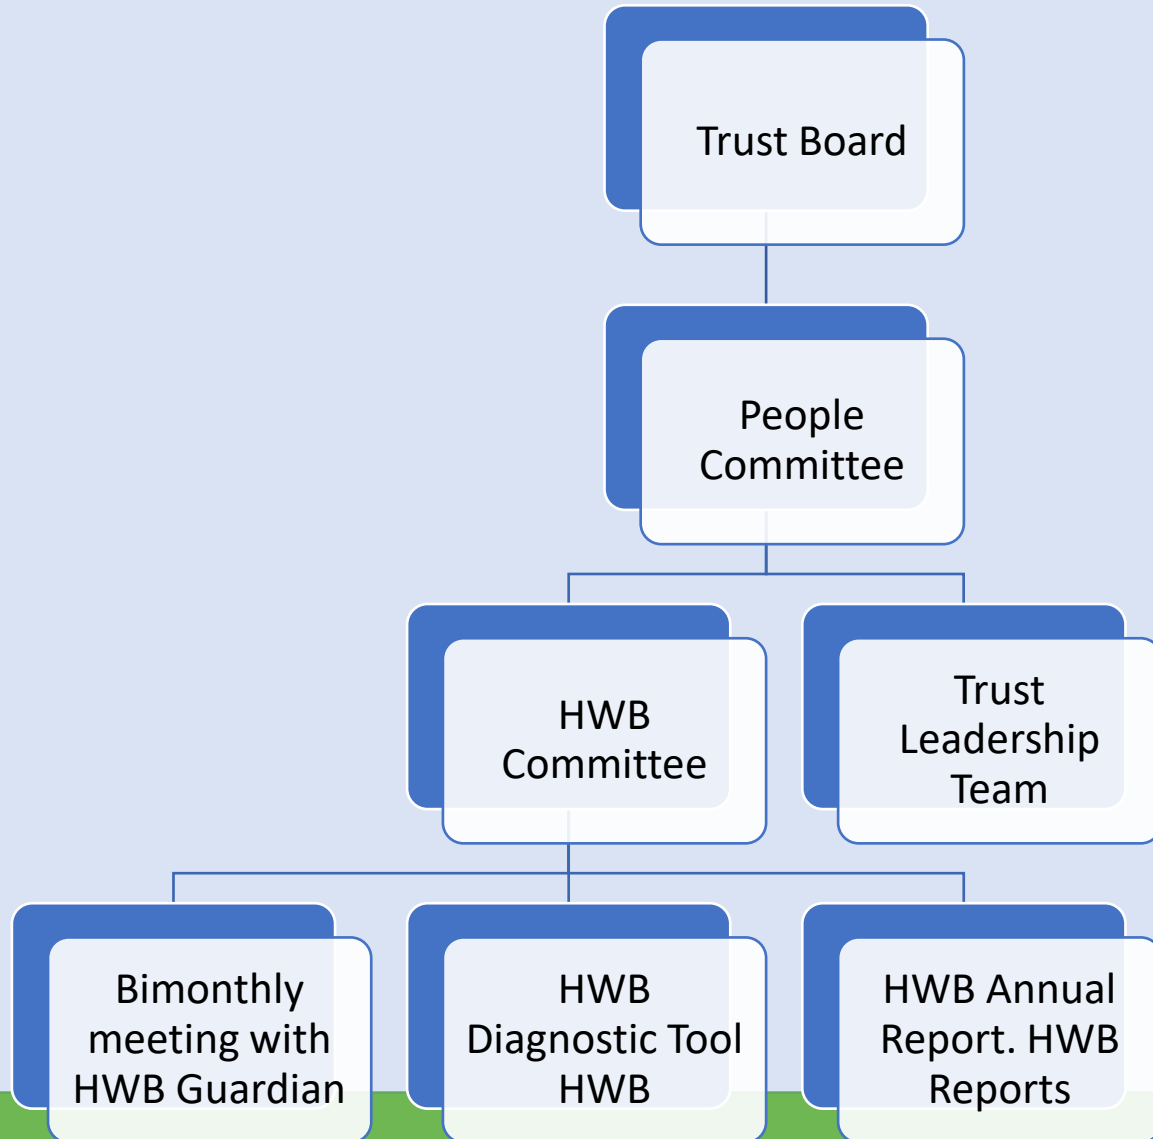 Trust Board
People
Committee
HWB
Committee
Trust
Leadership
Team
Bimonthly
meeting with
HWB Guardian
HWB
Diagnostic Tool
HWB
HWB Annual
Report. HWB
Reports